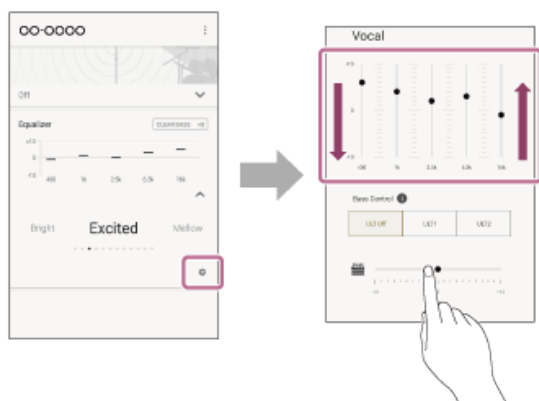 OO-OOOO
Off
Equalizer
CLEAR BASS +0
+10
0
-10
400 1k 2.5k 6.3k 16k
Bright Excited Mellow
Vocal
+10
0
-10
400 1k 2.5k 6.3k 16k
Bass Control
ULT Off ULT1 ULT2